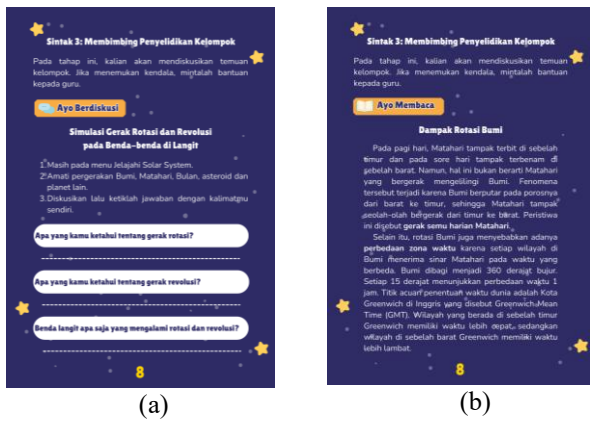 Sintak 3: Membimbing Penyelidikan Kelompok
Pada tahap ini, kalian akan mendiskusikan temuan
kelompok. Jika menemukan kendala, mintalah bantuan
kepada guru.
Ayo Berdiskusi
Simulasi Gerak Rotasi dan Revolusi
pada Benda-benda di Langit
1. Masih pada menu Jelajahi Solar System.
2. Amati pergerakan Bumi, Matahari, Bulan, asteroid dan
planet lain.
3. Diskusikan lalu ketiklah jawaban dengan kalimatmu
sendiri.
Apa yang kamu ketahui tentang gerak rotasi?
Apa yang kamu ketahui tentang gerak revolusi?
Benda langit apa saja yang mengalami rotasi dan revolusi?
8
(a)
Sintak 3: Membimbing Penyelidikan Kelompok
Pada tahap ini, kalian akan mendiskusikan temuan
kelompok. Jika menemukan kendala, mintalah bantuan
kepada guru.
Ayo Membaca
Dampak Rotasi Bumi
Pada pagi hari, Matahari tampak terbit di sebelah
timur dan pada sore hari tampak terbenam di
sebelah barat. Namun, hal ini bukan berarti Matahari
yang bergerak mengelilingi Bumi. Fenomena
tersebut terjadi karena Bumi berputar pada porosnya
dari barat ke timur, sehingga Matahari tampak
seolah-olah bergerak dari timur ke barat. Peristiwa
ini disebut gerak semu harian Matahari.
Selain itu, rotasi Bumi juga menyebabkan adanya
perbedaan zona waktu karena setiap wilayah di
Bumi menerima sinar Matahari pada waktu yang
berbeda. Bumi dibagi menjadi 360 derajat bujur.
Setiap 15 derajat menunjukkan perbedaan waktu 1
jam. Titik acuan penentuan waktu dunia adalah Kota
Greenwich di Inggris yang disebut Greenwich Mean
Time (GMT). Wilayah yang berada di sebelah timur
Greenwich memiliki waktu lebih cepat, sedangkan
wilayah di sebelah barat Greenwich memiliki waktu
lebih lambat.
8
(b)